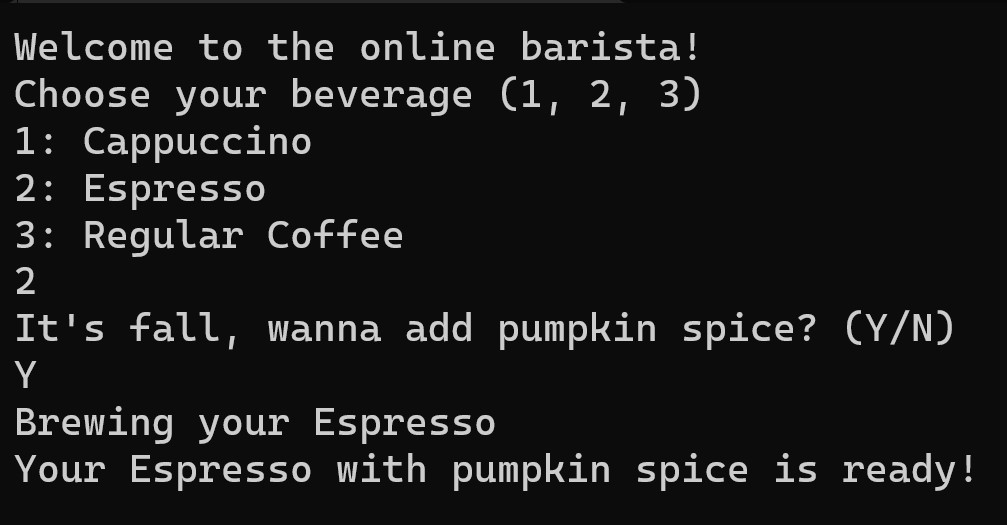 Welcome to the online barista!
Choose your beverage (1, 2, 3)
1: Cappuccino
2: Espresso
3: Regular Coffee
2
It's fall, wanna add pumpkin spice? (Y/N)
Y
Brewing your Espresso
Your Espresso with pumpkin spice is ready!